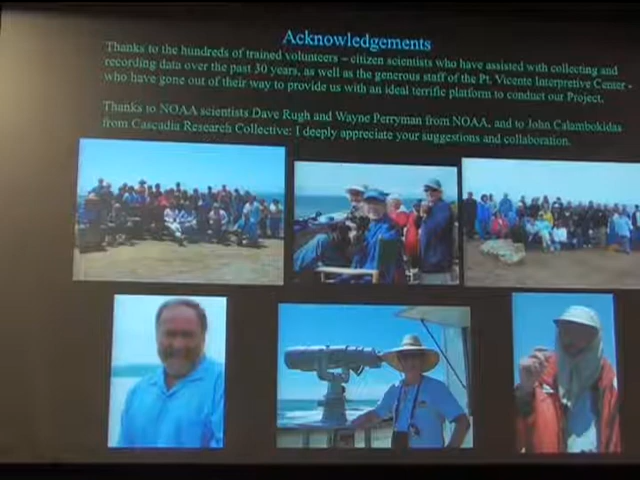 Acknowledgements
Thanks to the hundreds of trained volunteers – citizen scientists who have assisted with collecting and
recording data over the past 30 years, as well as the generous staff of the Pt. Vicente Interpretive Center -
who have gone out of their way to provide us with an ideal terrific platform to conduct our Project.
Thanks to NOAA scientists Dave Rugh and Wayne Perryman from NOAA, and to John Calambokidas
from Cascadia Research Collective: I deeply appreciate your suggestions and collaboration.